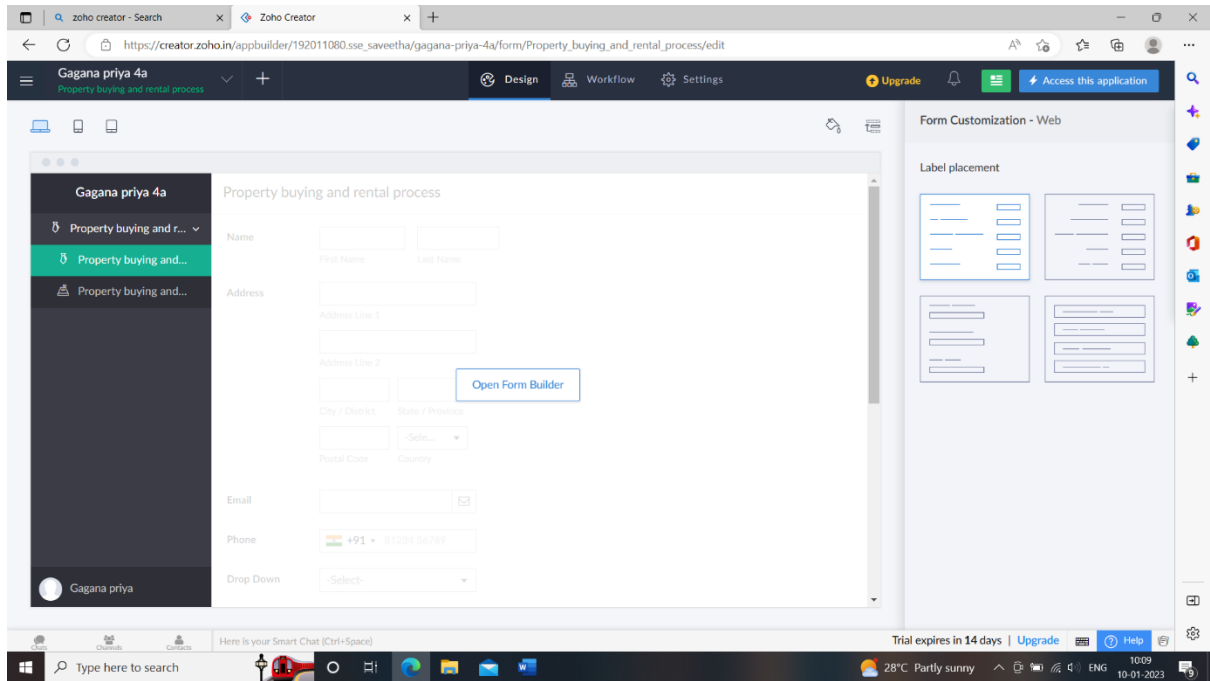 zoho creator - Search
Zoho Creator
https://creator.zoho.in/appbuilder/192011080.sse_saveetha/gagana-priya-4a/form/Property_buying_and_rental_process/edit
Gagana priya 4a
Property buying and rental process
Design
Workflow
Settings
Upgrade
Access this application
Form Customization - Web
Label placement
Gagana priya 4a
Property buying and rental process
Property buying and r...
Property buying and...
Property buying and...
Name
First Name
Last Name
Address
Address Line 1
Address Line 2
Open Form Builder
City / District
State / Province
-Sele...
Postal Code
Country
Email
Phone
+91
81234 56789
Drop Down
-Select-
Gagana priya
Chats
Channels
Contacts
Here is your Smart Chat (Ctrl+Space)
Trial expires in 14 days | Upgrade
Help
Type here to search
28°C Partly sunny
ENG
10:09
10-01-2023